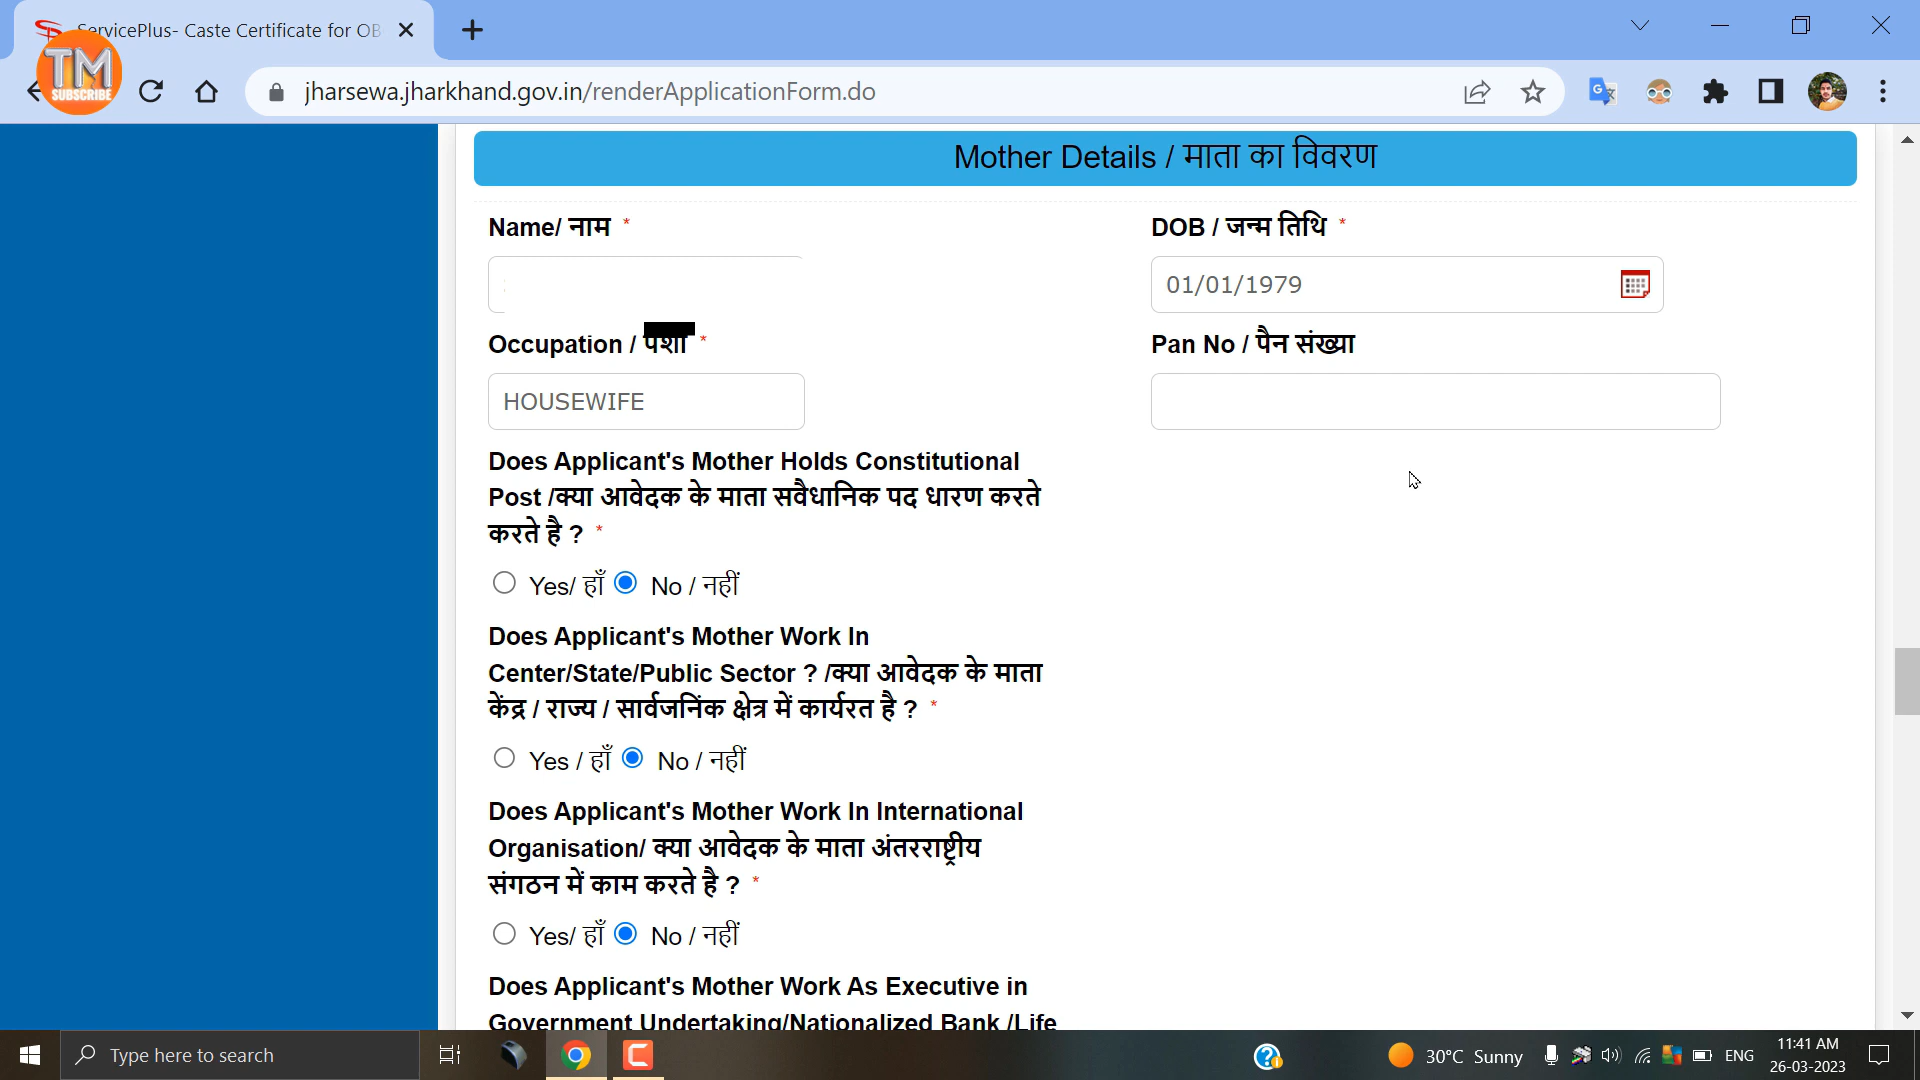 ServicePlus- Caste Certificate for OB
TM
SUBSCRIBE
jharsewa.jharkhand.gov.in/renderApplicationForm.do
Mother Details / माता का विवरण
Name/ नाम *
DOB / जन्म तिथि *
01/01/1979
Occupation / पेशा *
Pan No / पैन संख्या
HOUSEWIFE
Does Applicant's Mother Holds Constitutional
Post /क्या आवेदक के माता सवैधानिक पद धारण करते
करते है ? *
Yes/ हाँ No / नहीं
Does Applicant's Mother Work In
Center/State/Public Sector ? /क्या आवेदक के माता
केंद्र / राज्य / सार्वजनिक क्षेत्र में कार्यरत है ? *
Yes / हाँ No / नहीं
Does Applicant's Mother Work In International
Organisation/ क्या आवेदक के माता अंतरराष्ट्रीय
संगठन में काम करते है ? *
Yes/ हाँ No / नहीं
Does Applicant's Mother Work As Executive in
Government Undertaking/Nationalized Bank /Life
Type here to search
30°C Sunny
ENG
11:41 AM
26-03-2023